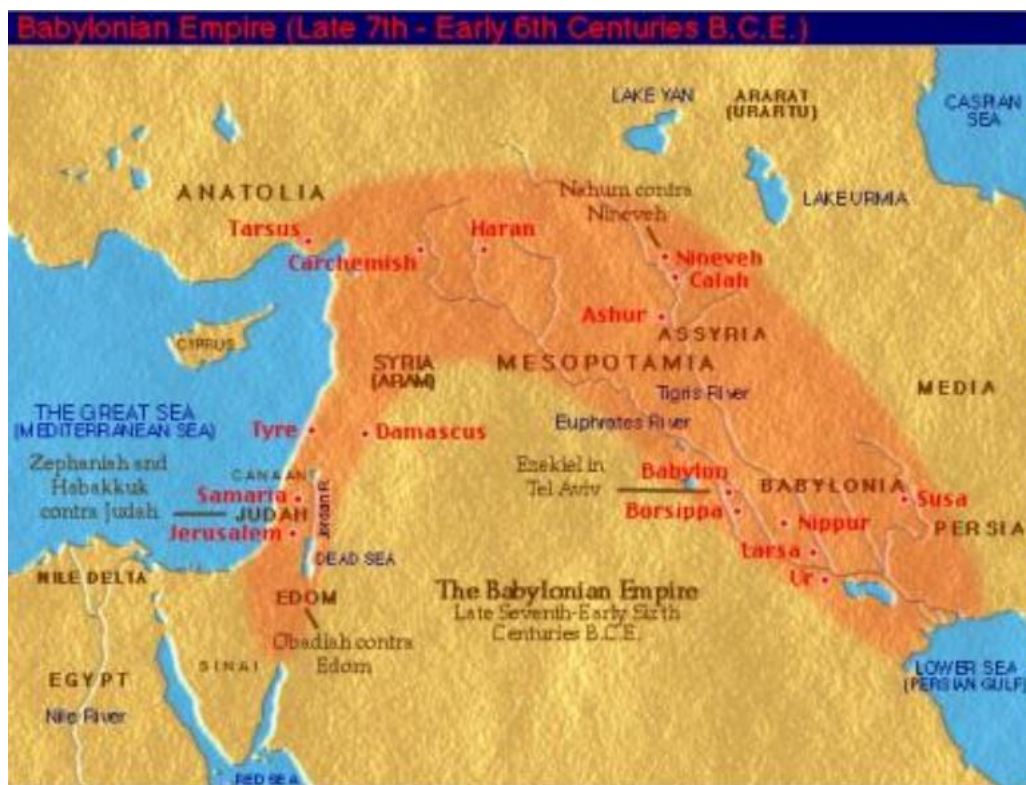 Babylonian Empire (Late 7th - Early 6th Centuries B.C.E.)
LAKE YAN
ARARAT
(URARTU)
CASPIAN
SEA
ANATOLIA
Nahum contra
Nineveh
LAKE URMIA
Tarsus
Haran
Carchemish
Nineveh
Calah
Ashur
ASSYRIA
CYPRUS
SYRIA
(ARAM)
MESOPOTAMIA
MEDIA
Tigris River
THE GREAT SEA
(MEDITERRANEAN SEA)
Euphrates River
Tyre
Damascus
Zephaniah and
Habakkuk
contra Judah
CANAAN
Ezekiel in
Tel Aviv
Babylon
BABYLONIA
Samaria
JUDAH
Jordan R.
Borsippa
Susa
Nippur
PERSIA
Jerusalem
DEAD SEA
Larsa
NILE DELTA
Ur
EDOM
The Babylonian Empire
Late Seventh-Early Sixth
Centuries B.C.E.
Obadiah contra
Edom
SINAI
EGYPT
LOWER SEA
(PERSIAN GULF)
Nile River
RED SEA